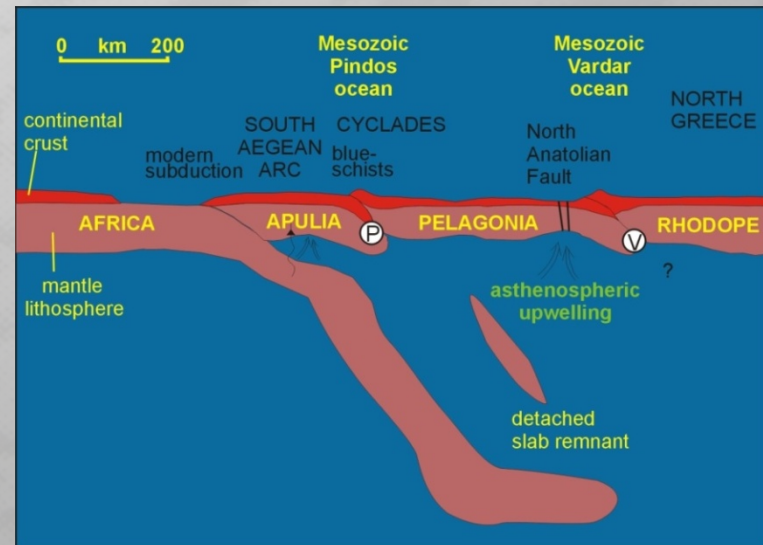 0 km 200
Mesozoic
Pindos
ocean
Mesozoic
Vardar
ocean
continental
crust
modern
subduction
SOUTH
AEGEAN
ARC
CYCLADES
blue-
schists
North
Anatolian
Fault
NORTH
GREECE
AFRICA
APULIA
P
PELAGONIA
V
RHODOPE
mantle
lithosphere
asthenospheric
upwelling
?
detached
slab remnant